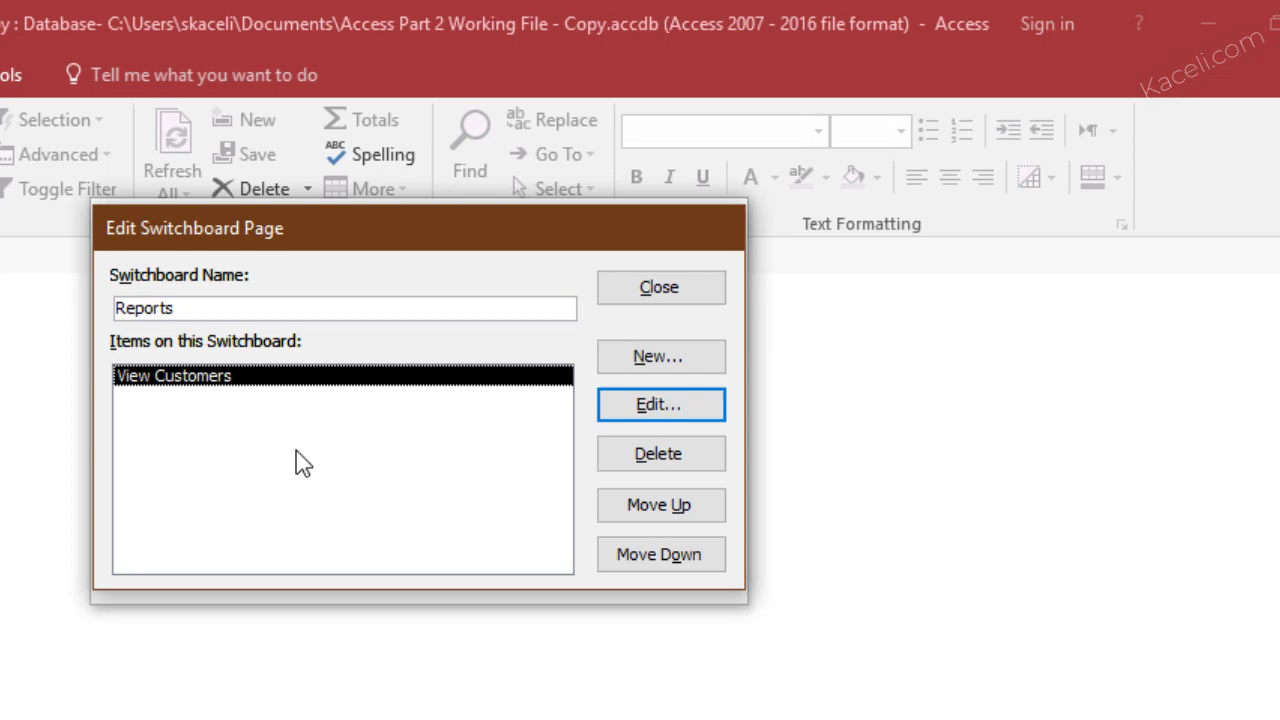 y : Database- C:\Users\skaceli\Documents\Access Part 2 Working File - Copy.accdb (Access 2007 - 2016 file format) - Access Sign in ?
Kaceli.com
ols Tell me what you want to do
Selection New Totals Replace
Advanced Save Spelling Go To
Toggle Filter Refresh All Delete More Find Select
B I U A
Text Formatting
Edit Switchboard Page
Switchboard Name:
Reports
Items on this Switchboard:
View Customers
Close
New...
Edit...
Delete
Move Up
Move Down